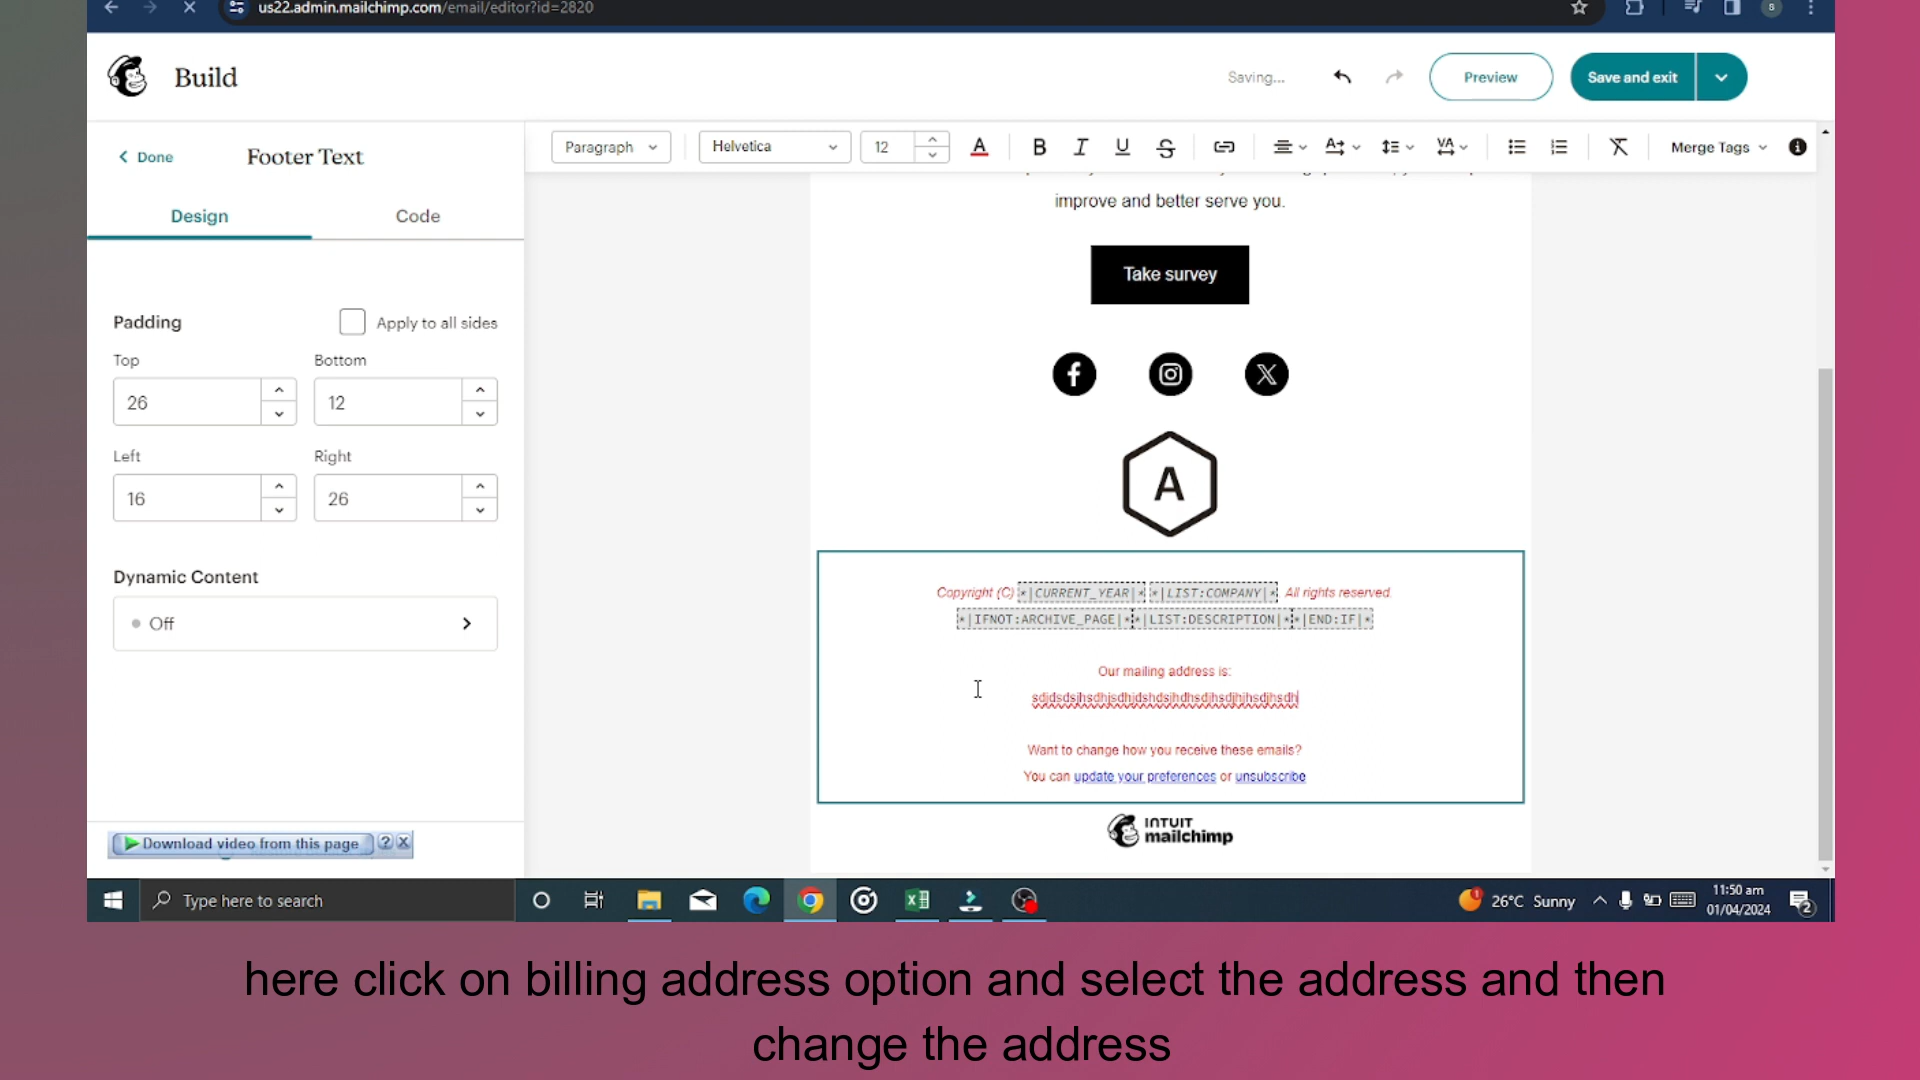 us22.admin.mailchimp.com/email/editor?id=2820
Build
Saving...
Preview
Save and exit
Done
Footer Text
Paragraph
Helvetica
12
A
B
I
U
S
Merge Tags
Design
Code
improve and better serve you.
Take survey
Padding
Apply to all sides
Top
Bottom
26
12
Left
Right
16
26
A
Dynamic Content
Off
Copyright (C) *|CURRENT_YEAR|* *|LIST:COMPANY|*. All rights reserved.
*|IFNOT:ARCHIVE_PAGE|* *|LIST:DESCRIPTION|* *|END:IF|*
Our mailing address is:
Want to change how you receive these emails?
You can update your preferences or unsubscribe
INTUIT
mailchimp
Download video from this page
Type here to search
26°C Sunny
11:50 am
01/04/2024
2
here click on billing address option and select the address and then
change the address